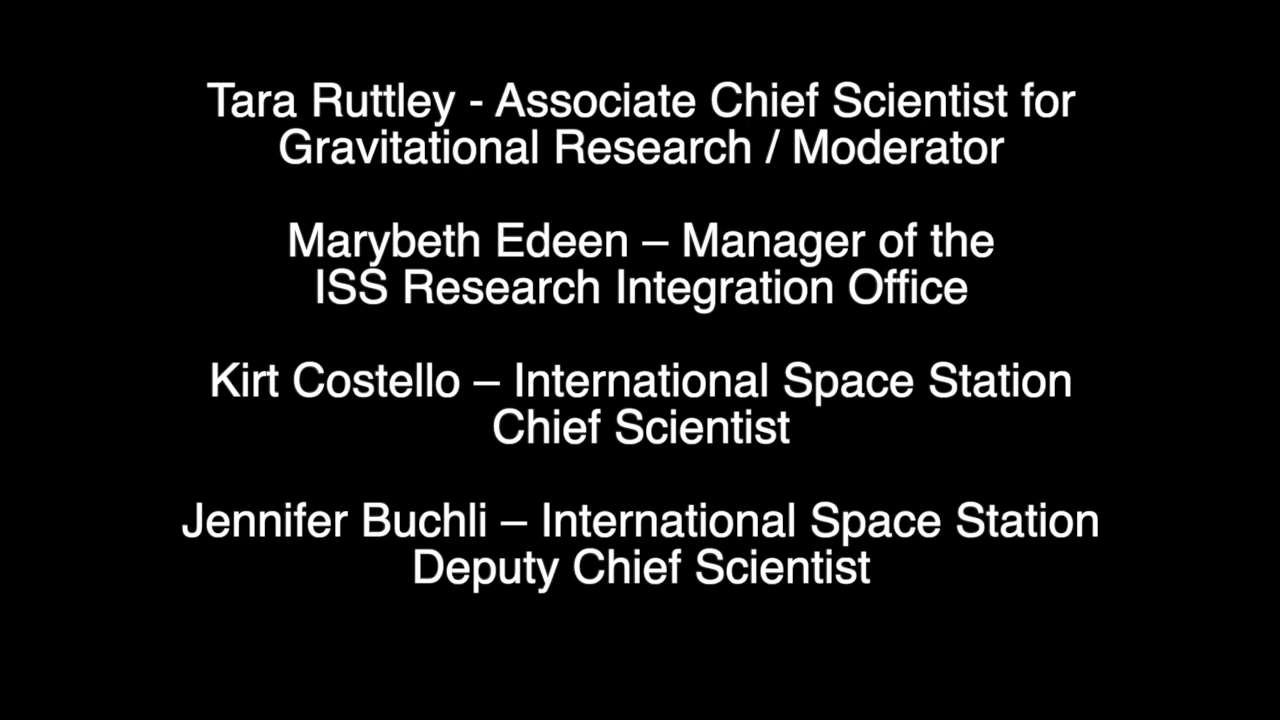 Tara Ruttley - Associate Chief Scientist for
Gravitational Research / Moderator
Marybeth Edeen – Manager of the
ISS Research Integration Office
Kirt Costello – International Space Station
Chief Scientist
Jennifer Buchli – International Space Station
Deputy Chief Scientist